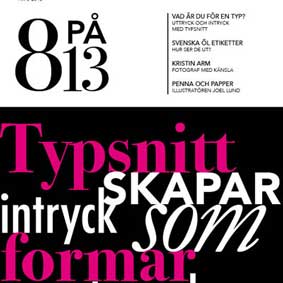 8 PÅ
813
VAD ÄR DU FÖR EN TYP?
UTTRYCK OCH INTRYCK
MED TYPSNITT
SVENSKA ÖL ETIKETTER
HUR SER DE UT?
KRISTIN ARM
FOTOGRAF MED KÄNSLA
PENNA OCH PAPPER
ILLUSTRATÖREN JOEL LUND
Typsnitt
SKAPAR
intryck som
formar